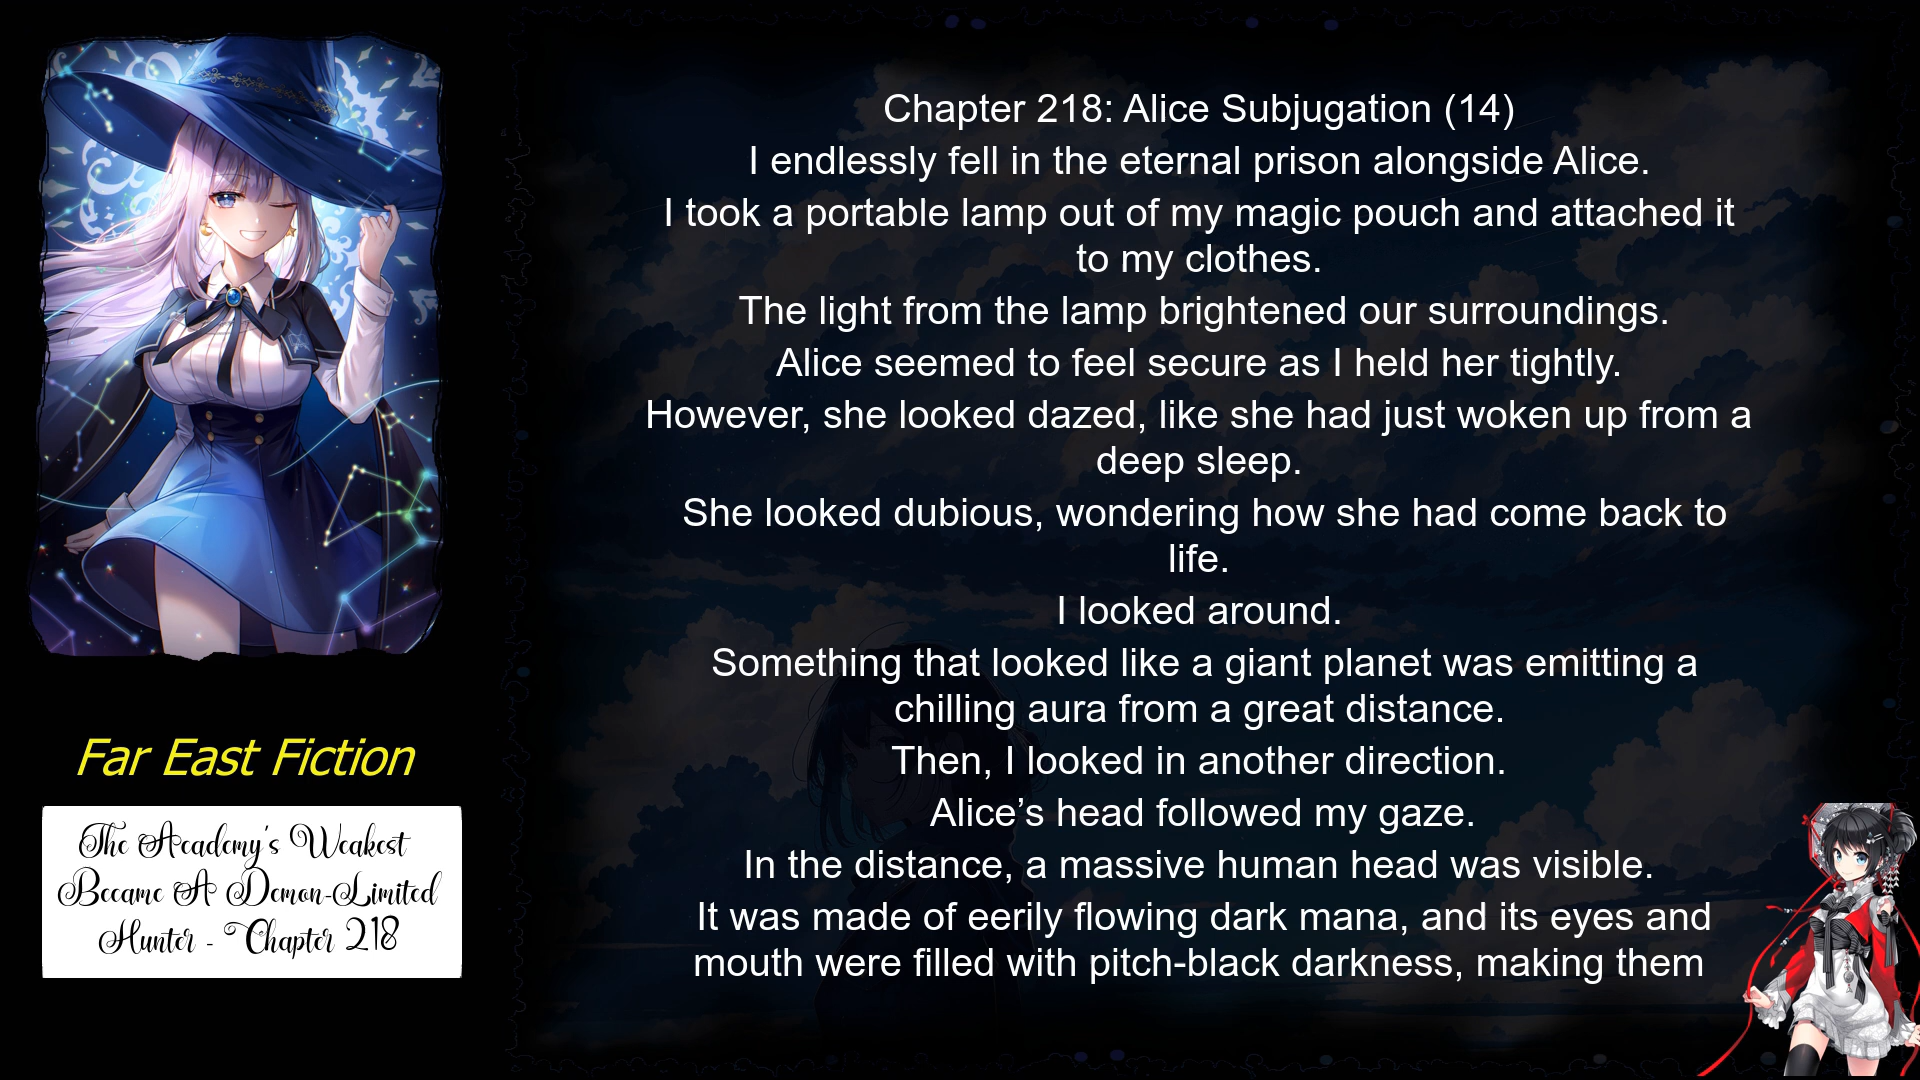 Chapter 218: Alice Subjugation (14)
I endlessly fell in the eternal prison alongside Alice.
I took a portable lamp out of my magic pouch and attached it
to my clothes.
The light from the lamp brightened our surroundings.
Alice seemed to feel secure as I held her tightly.
However, she looked dazed, like she had just woken up from a
deep sleep.
She looked dubious, wondering how she had come back to
life.
I looked around.
Something that looked like a giant planet was emitting a
chilling aura from a great distance.
Then, I looked in another direction.
Alice’s head followed my gaze.
In the distance, a massive human head was visible.
It was made of eerily flowing dark mana, and its eyes and
mouth were filled with pitch-black darkness, making them
Far East Fiction
The Academy's Weakest
Became A Demon-Limited
Hunter - Chapter 218